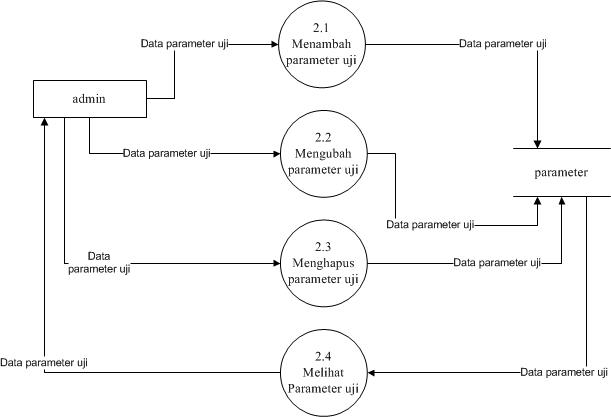 2.1
Menambah
parameter uji
Data parameter uji
Data parameter uji
admin
2.2
Mengubah
parameter uji
Data parameter uji
parameter
Data parameter uji
2.3
Menghapus
parameter uji
Data
parameter uji
Data parameter uji
2.4
Melihat
Parameter uji
Data parameter uji
Data parameter uji